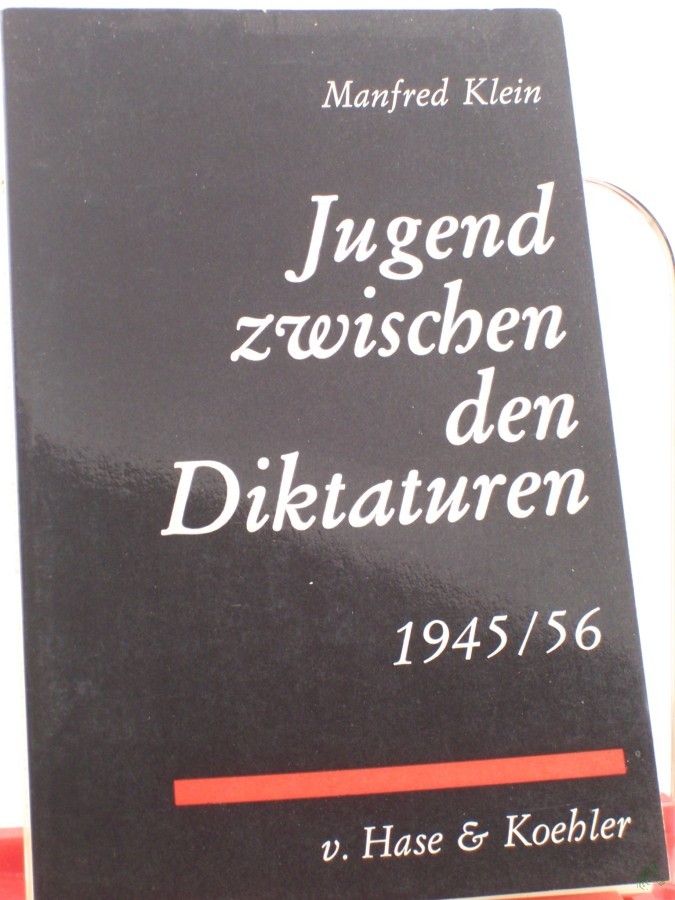 Manfred Klein
Jugend
zwischen
den
Diktaturen
1945/56
v. Hase & Koehler